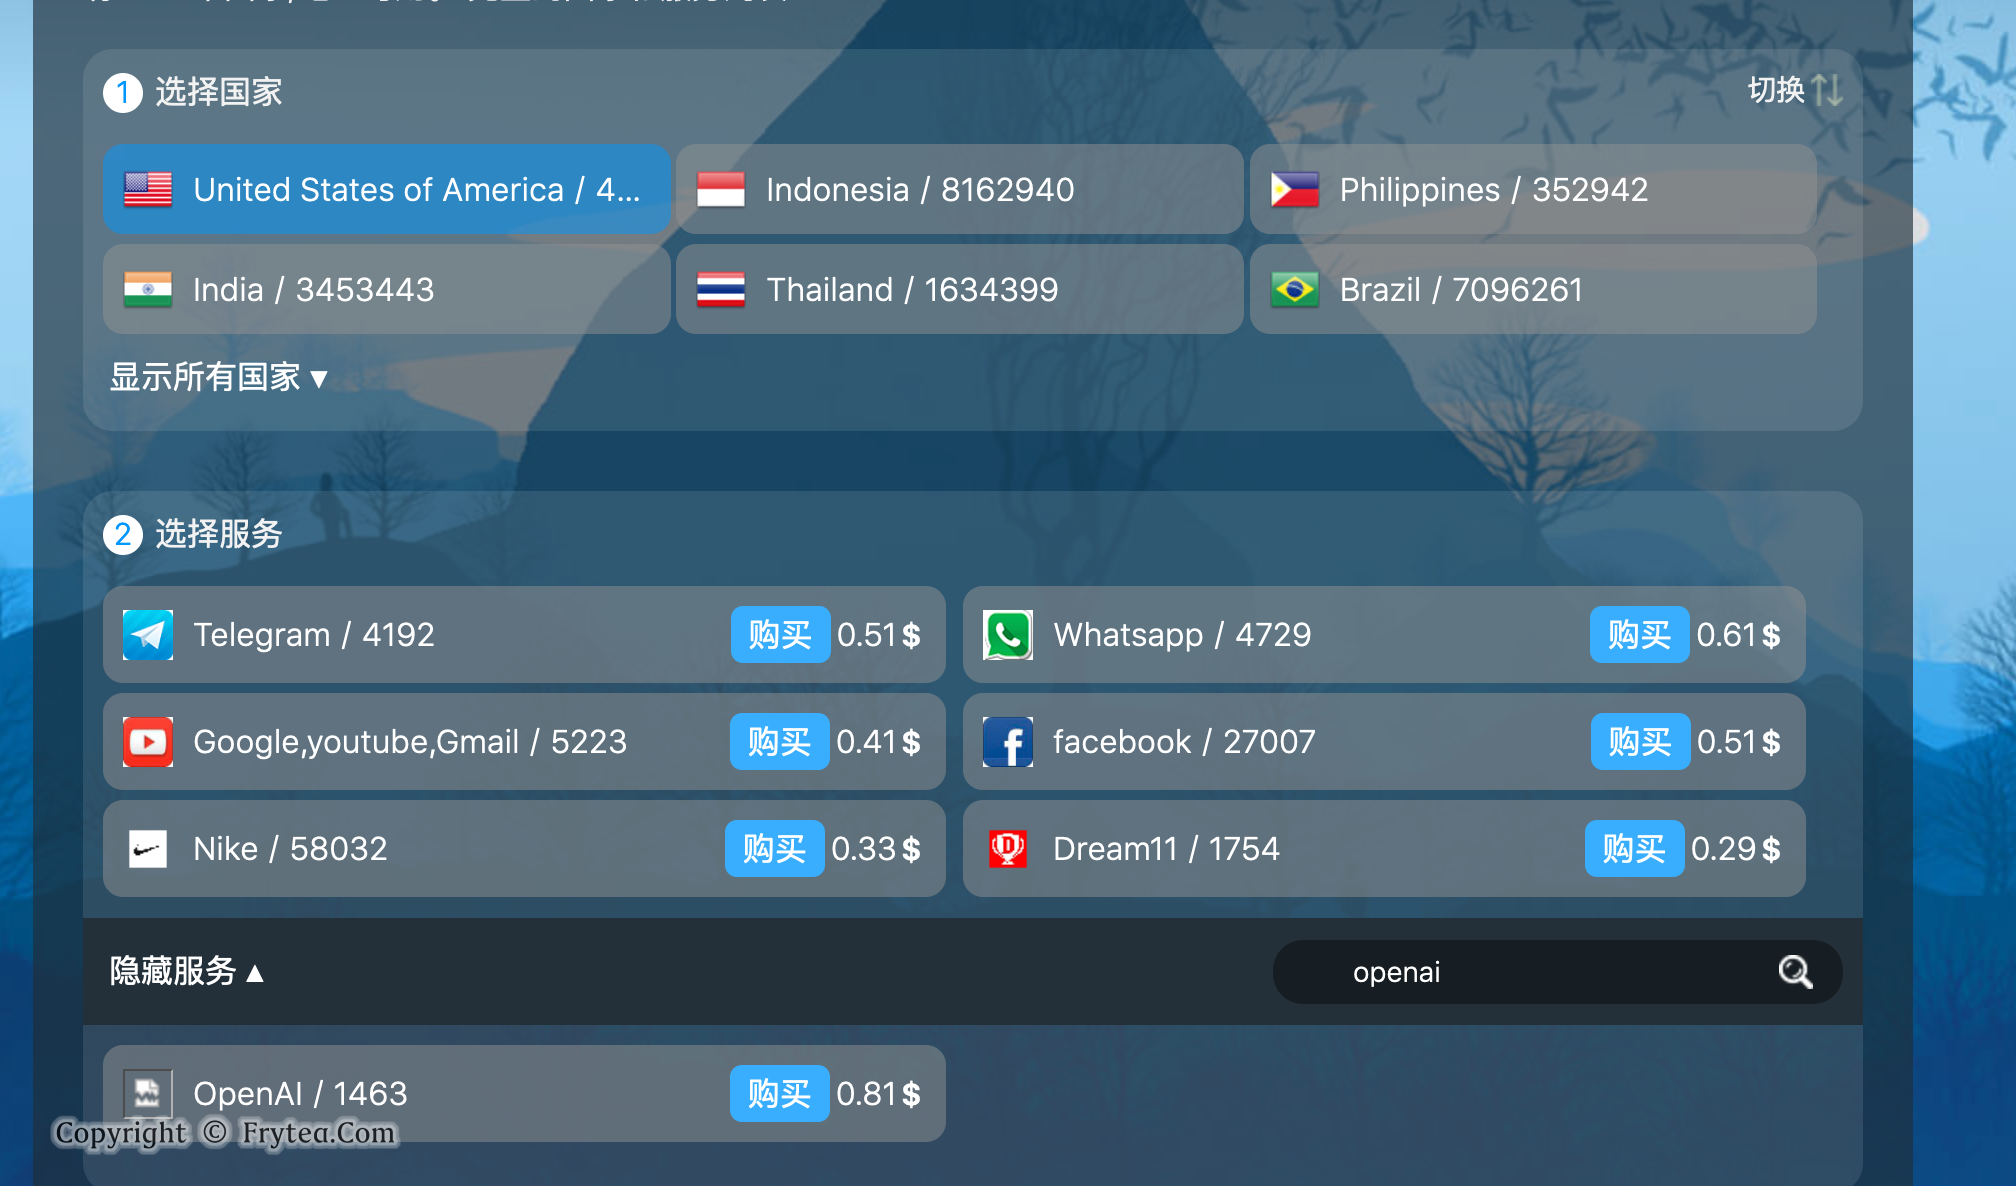 1 选择国家
切换
United States of America / 4...
Indonesia / 8162940
Philippines / 352942
India / 3453443
Thailand / 1634399
Brazil / 7096261
显示所有国家 ▼
2 选择服务
Telegram / 4192 购买 0.51 $
Whatsapp / 4729 购买 0.61 $
Google,youtube,Gmail / 5223 购买 0.41 $
facebook / 27007 购买 0.51 $
Nike / 58032 购买 0.33 $
Dream11 / 1754 购买 0.29 $
隐藏服务 ▲
openai
OpenAI / 1463 购买 0.81 $
Copyright © Frytea.Com